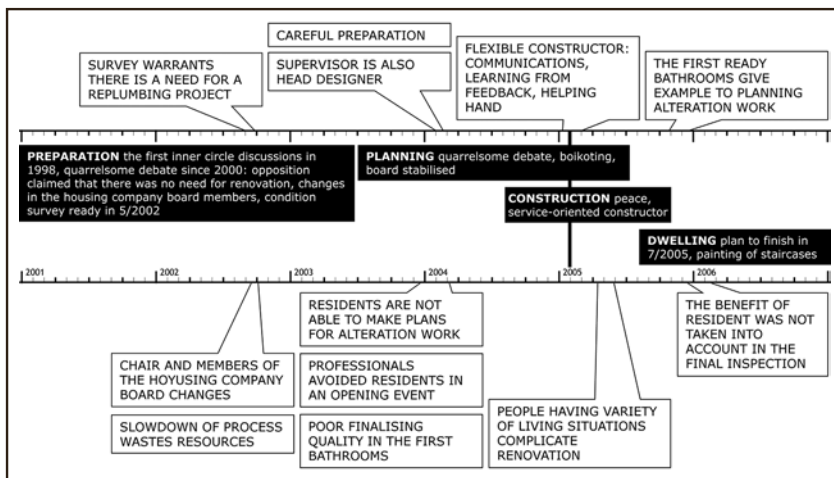 CAREFUL PREPARATION
SURVEY WARRANTS
THERE IS A NEED FOR A
REPLUMBING PROJECT
SUPERVISOR IS ALSO
HEAD DESIGNER
FLEXIBLE CONSTRUCTOR:
COMMUNICATIONS,
LEARNING FROM
FEEDBACK, HELPING
HAND
THE FIRST READY
BATHROOMS GIVE
EXAMPLE TO PLANNING
ALTERATION WORK
PREPARATION the first inner circle discussions in
1998, quarrelsome debate since 2000: opposition
claimed that there was no need for renovation, changes
in the housing company board members, condition
survey ready in 5/2002
PLANNING quarrelsome debate, boikoting,
board stabilised
CONSTRUCTION peace,
service-oriented constructor
DWELLING plan to finish in
7/2005, painting of staircases
2001 2002 2003 2004 2005 2006
RESIDENTS ARE NOT
ABLE TO MAKE PLANS
FOR ALTERATION WORK
THE BENEFIT OF
RESIDENT WAS NOT
TAKEN INTO
ACCOUNT IN THE
FINAL INSPECTION
CHAIR AND MEMBERS OF
THE HOYUSING COMPANY
BOARD CHANGES
PROFESSIONALS
AVOIDED RESIDENTS IN
AN OPENING EVENT
SLOWDOWN OF PROCESS
WASTES RESOURCES
POOR FINALISING
QUALITY IN THE FIRST
BATHROOMS
PEOPLE HAVING VARIETY
OF LIVING SITUATIONS
COMPLICATE
RENOVATION